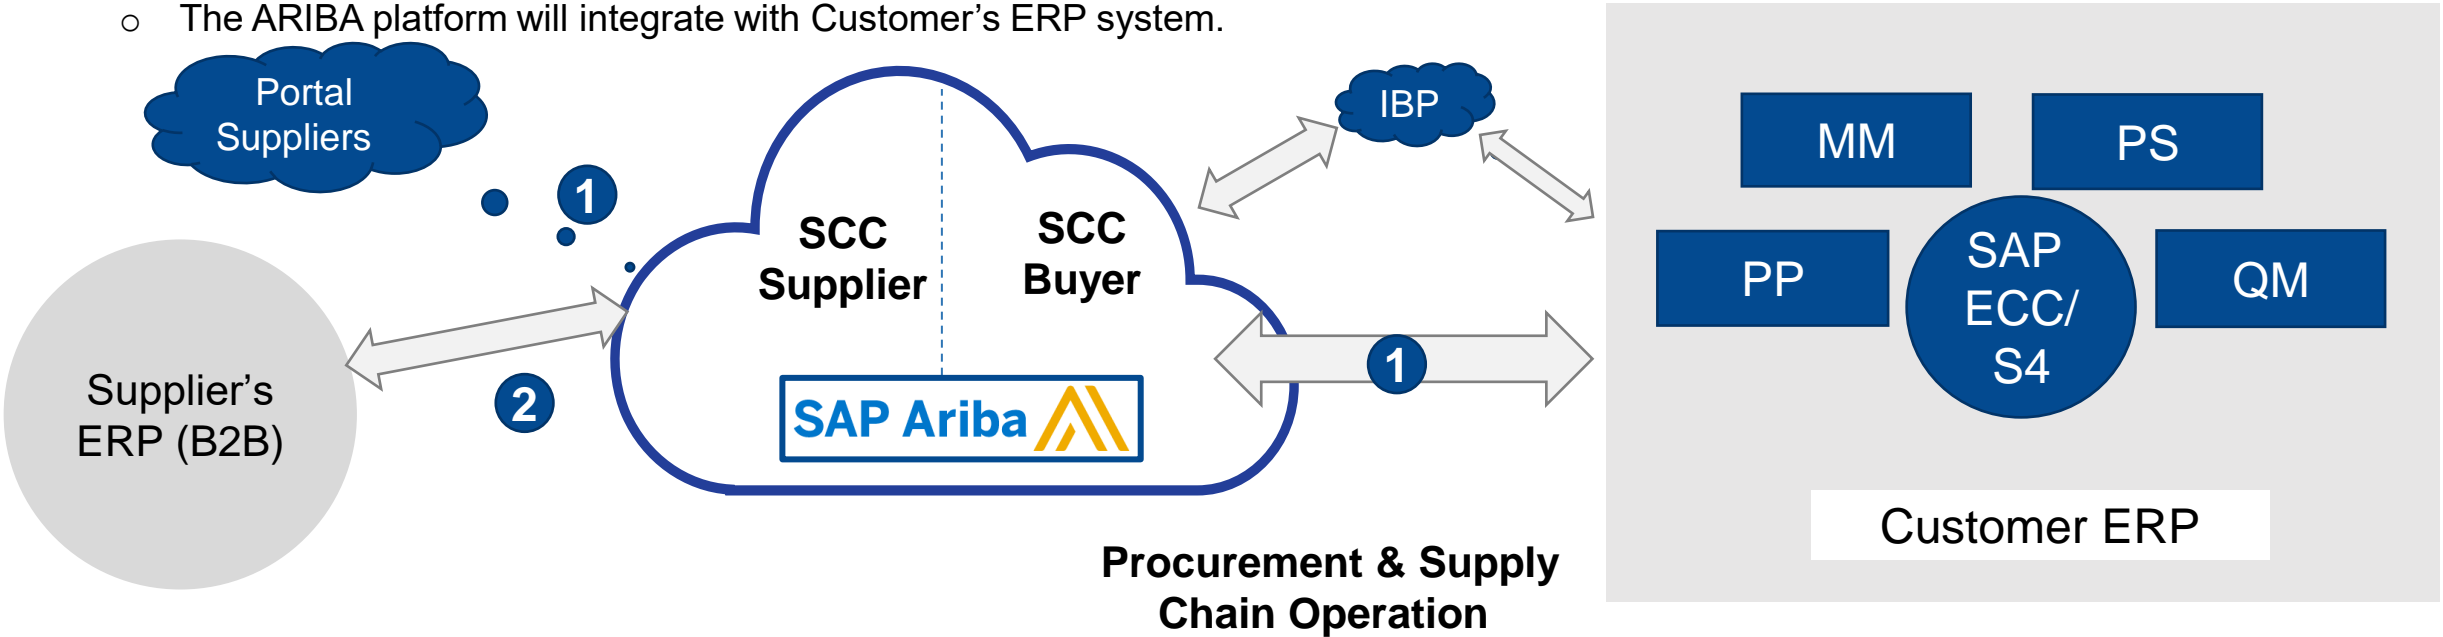 ○ The ARIBA platform will integrate with Customer’s ERP system.
Portal
Suppliers
1
IBP
MM
PS
SCC
Supplier
SCC
Buyer
PP
SAP
ECC/
S4
QM
Supplier’s
ERP (B2B)
2
1
SAP Ariba
Customer ERP
Procurement & Supply
Chain Operation